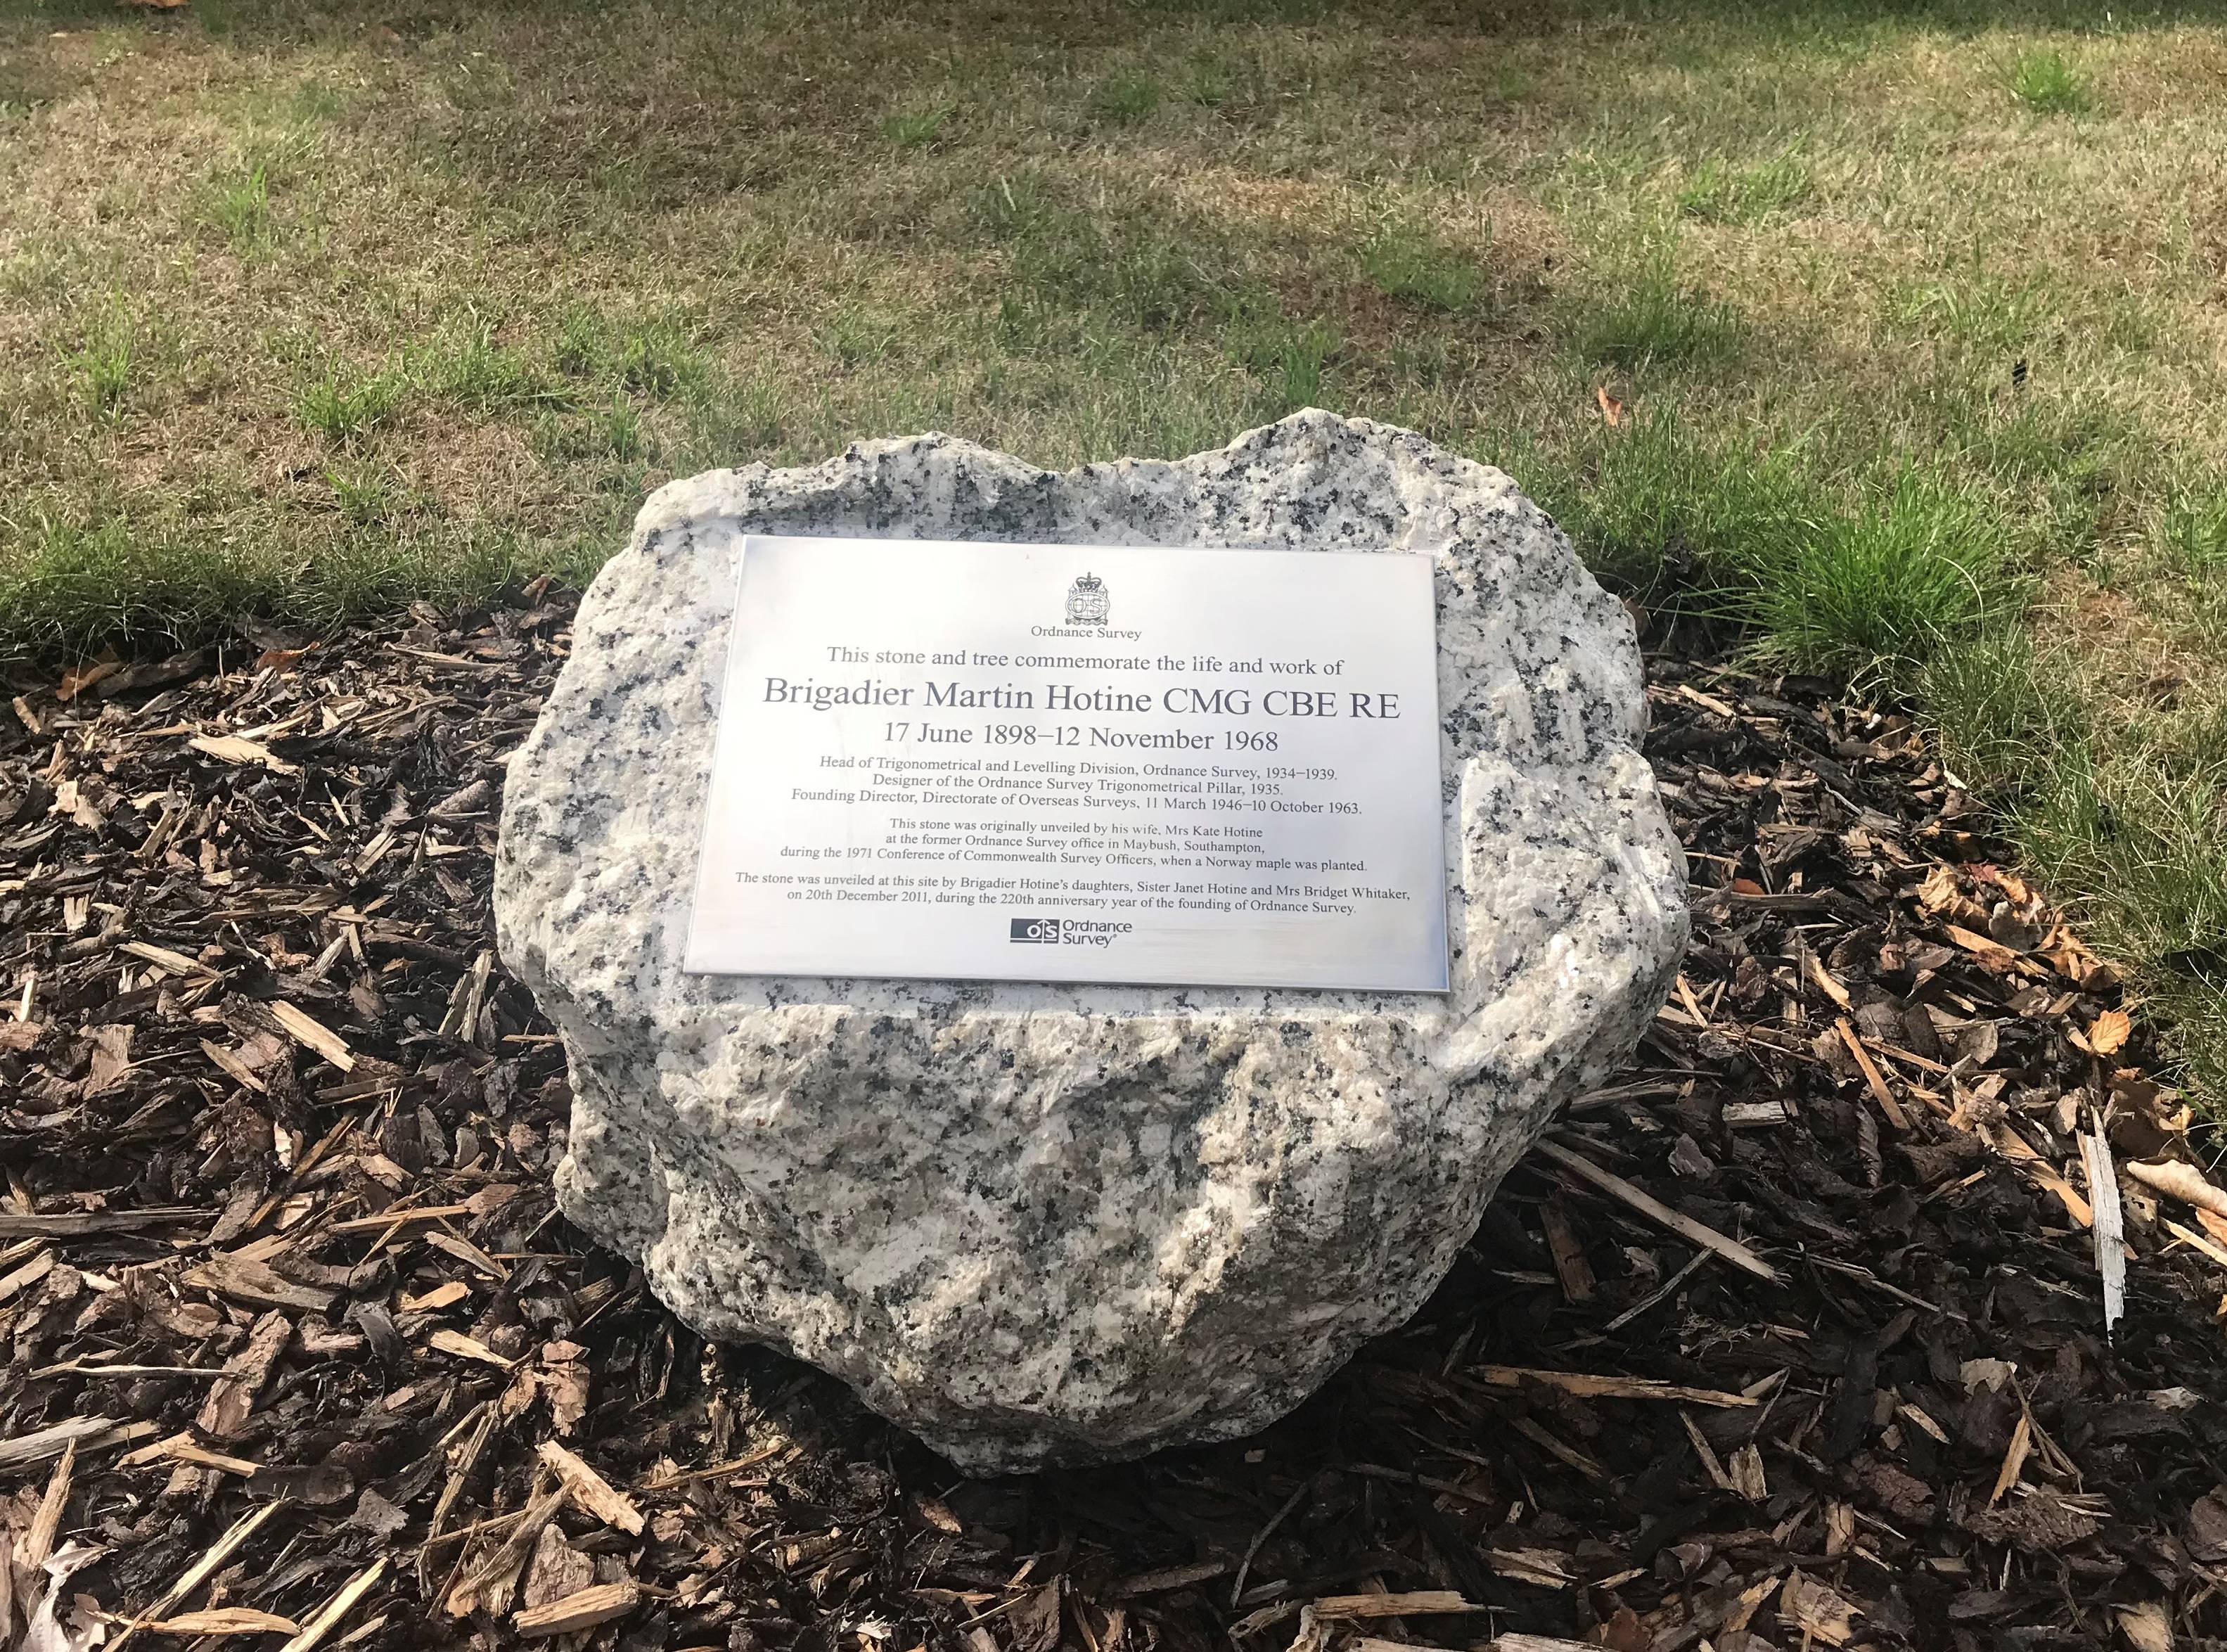 OS
Ordnance Survey
This stone and tree commemorate the life and work of
Brigadier Martin Hotine CMG CBE RE
17 June 1898–12 November 1968
Head of Trigonometrical and Levelling Division, Ordnance Survey, 1934–1939.
Designer of the Ordnance Survey Trigonometrical Pillar, 1935.
Founding Director, Directorate of Overseas Surveys, 11 March 1946–10 October 1963.
This stone was originally unveiled by his wife, Mrs Kate Hotine
at the former Ordnance Survey office in Maybush, Southampton,
during the 1971 Conference of Commonwealth Survey Officers, when a Norway maple was planted.
The stone was unveiled at this site by Brigadier Hotine's daughters, Sister Janet Hotine and Mrs Bridget Whitaker,
on 20th December 2011, during the 220th anniversary year of the founding of Ordnance Survey.
OS Ordnance
Survey®